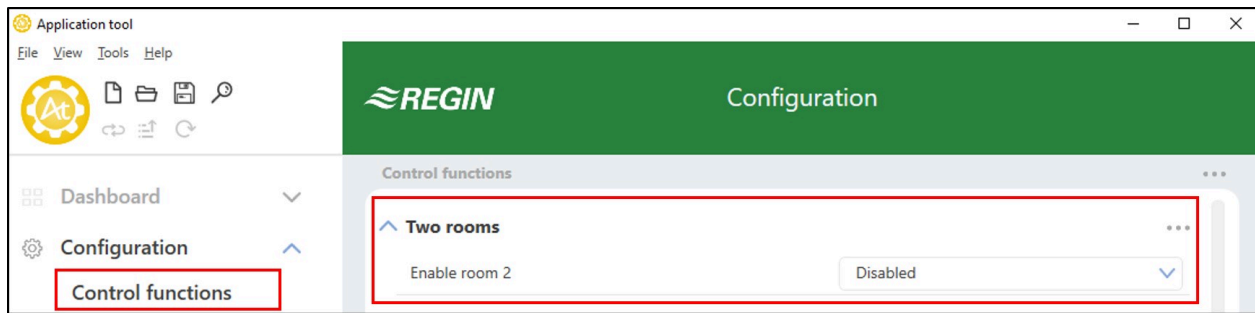 Application tool
File View Tools Help
At
REGIN
Configuration
Control functions
Dashboard
Two rooms
Configuration
Enable room 2 Disabled
Control functions